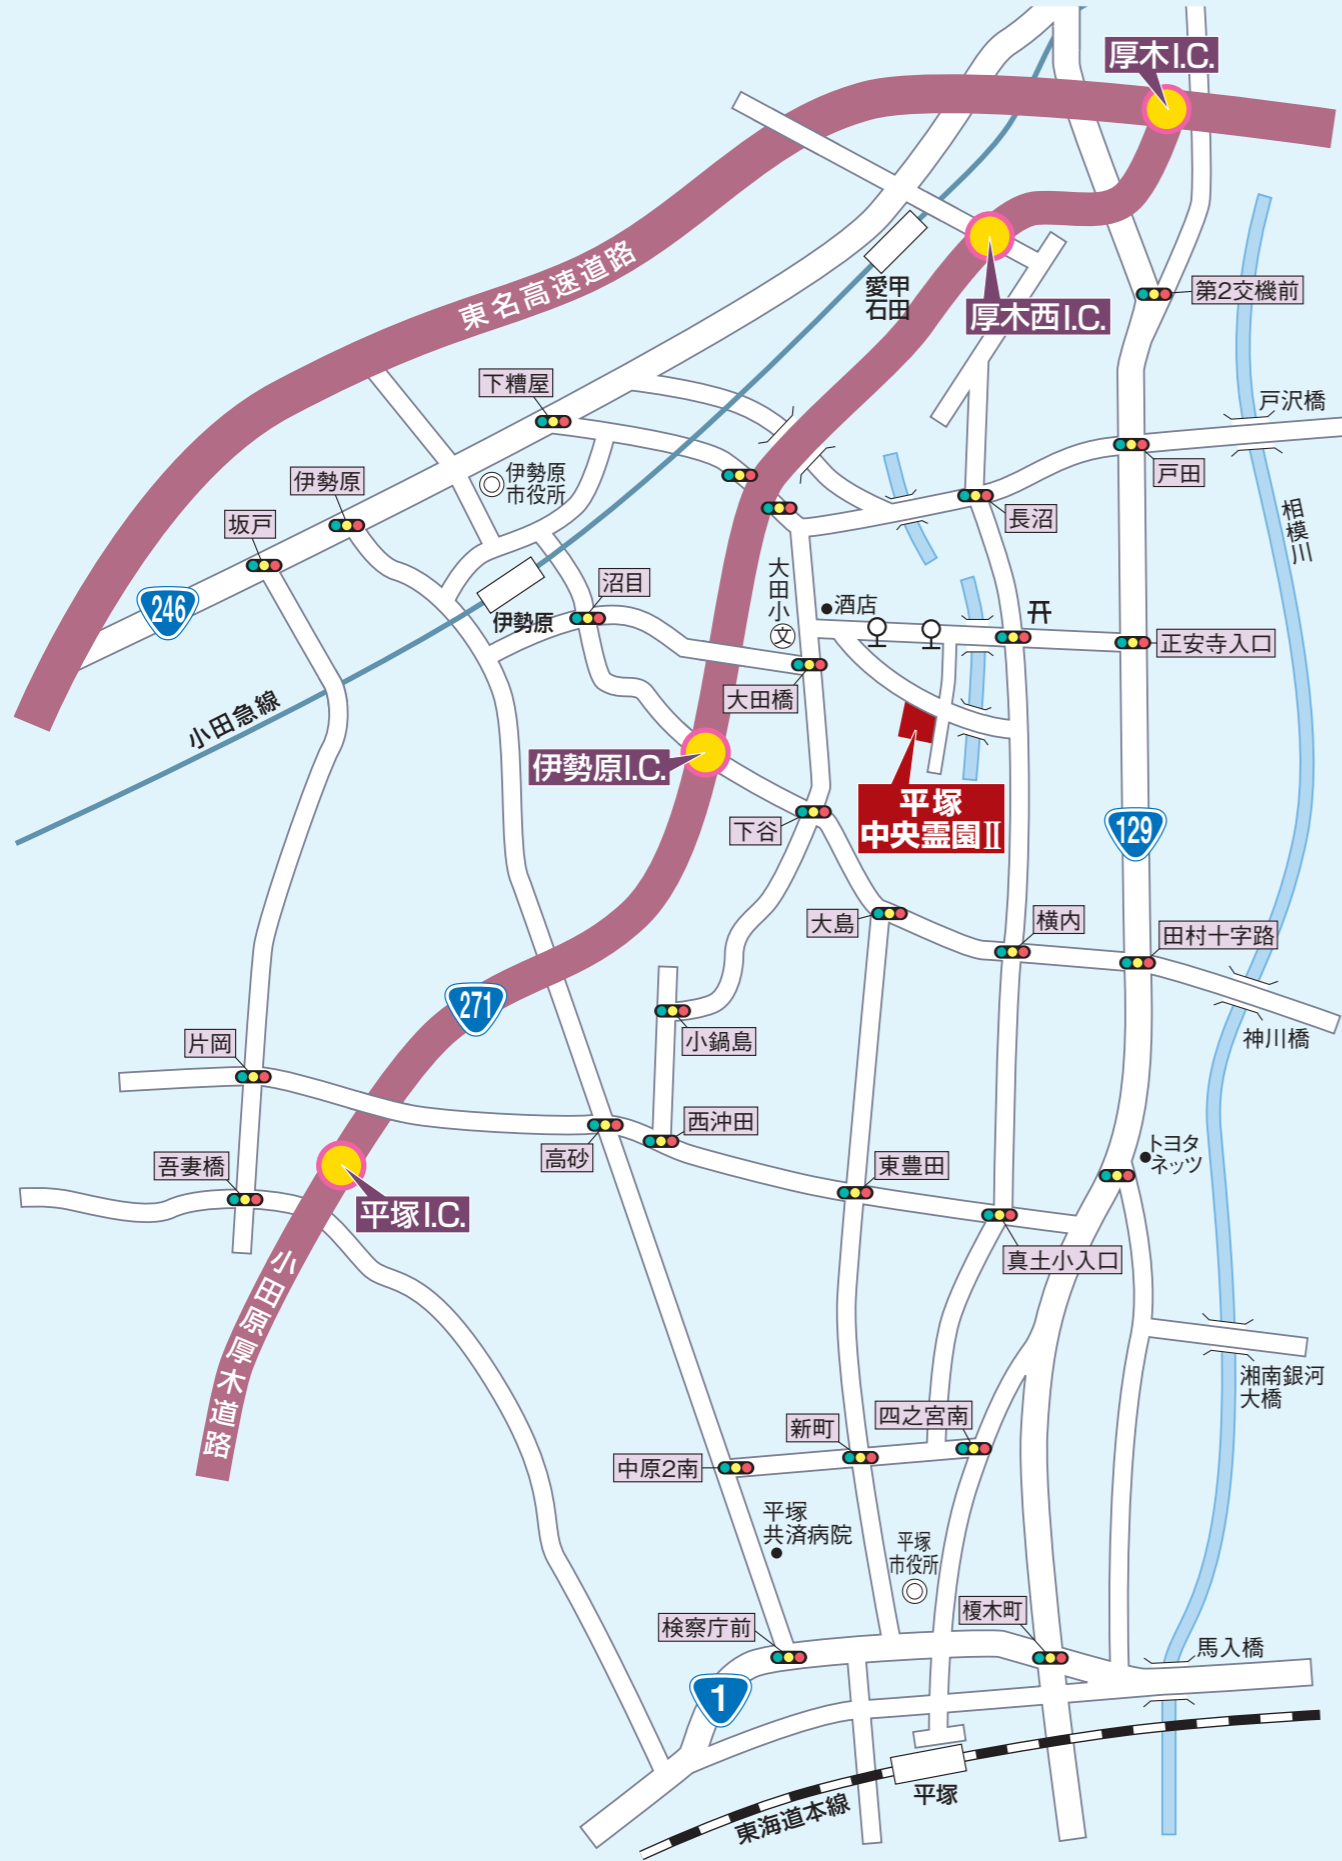 厚木I.C.
東名高速道路
愛甲
石田
厚木西I.C.
第2交機前
下糟屋
戸沢橋
伊勢原
伊勢原
市役所
戸田
坂戸
長沼
相模川
246
沼目
大田小
文
酒店
伊勢原
正安寺入口
大田橋
小田急線
伊勢原I.C.
平塚
中央霊園Ⅱ
下谷
129
大島
横内
田村十字路
271
片岡
小鍋島
神川橋
吾妻橋
高砂
西沖田
東豊田
トヨタ
ネッツ
平塚I.C.
真土小入口
小田原厚木道路
湘南銀河
大橋
新町
四之宮南
中原2南
平塚
共済病院
平塚
市役所
検察庁前
榎木町
馬入橋
1
平塚
東海道本線